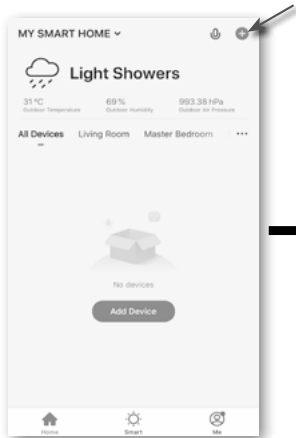 MY SMART HOME
Light Showers
31 °C 69% 993.38 hPa
Outdoor Temperature Outdoor Humidity Outdoor Air Pressure
All Devices Living Room Master Bedroom ...
No devices
Add Device
Home Smart Me